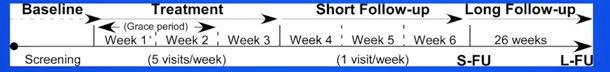 Baseline Treatment Short Follow-up Long Follow-up
(Grace period)
Week 1 Week 2 Week 3 Week 4 Week 5 Week 6 26 weeks
Screening (5 visits/week) (1 visit/week) S-FU L-FU